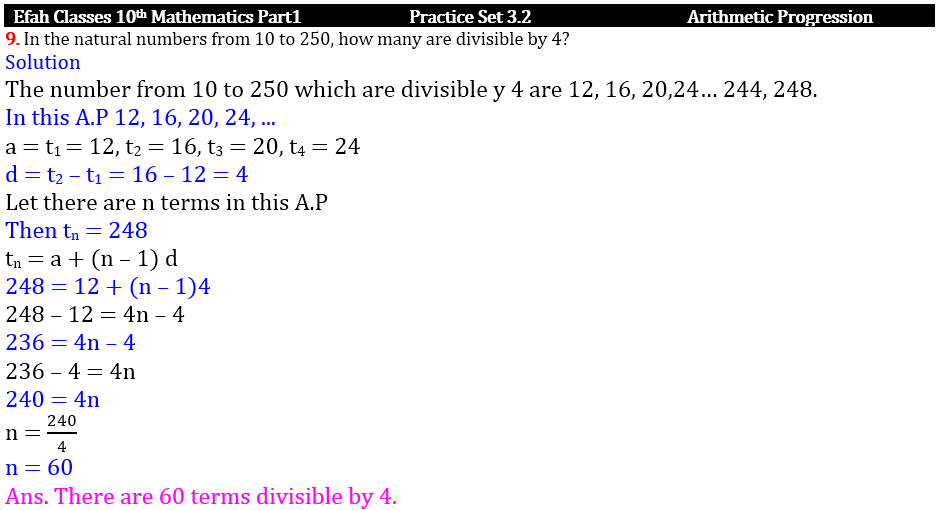 Efah Classes 10th Mathematics Part1 Practice Set 3.2 Arithmetic Progression
9. In the natural numbers from 10 to 250, how many are divisible by 4?
Solution
The number from 10 to 250 which are divisible y 4 are 12, 16, 20,24... 244, 248.
In this A.P 12, 16, 20, 24, ...
a = t₁ = 12, t₂ = 16, t₃ = 20, t₄ = 24
d = t₂ – t₁ = 16 – 12 = 4
Let there are n terms in this A.P
Then tₙ = 248
tₙ = a + (n – 1) d
248 = 12 + (n – 1)4
248 – 12 = 4n – 4
236 = 4n – 4
236 – 4 = 4n
240 = 4n
n = 240/4
n = 60
Ans. There are 60 terms divisible by 4.